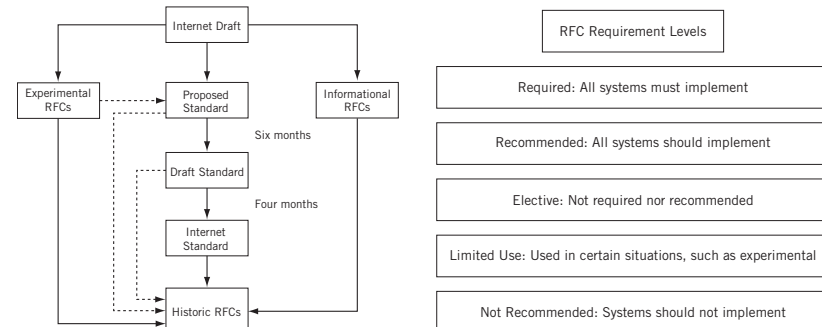 Internet Draft
Experimental
RFCs
Proposed
Standard
Informational
RFCs
Six months
Draft Standard
Four months
Internet
Standard
Historic RFCs
RFC Requirement Levels
Required: All systems must implement
Recommended: All systems should implement
Elective: Not required nor recommended
Limited Use: Used in certain situations, such as experimental
Not Recommended: Systems should not implement